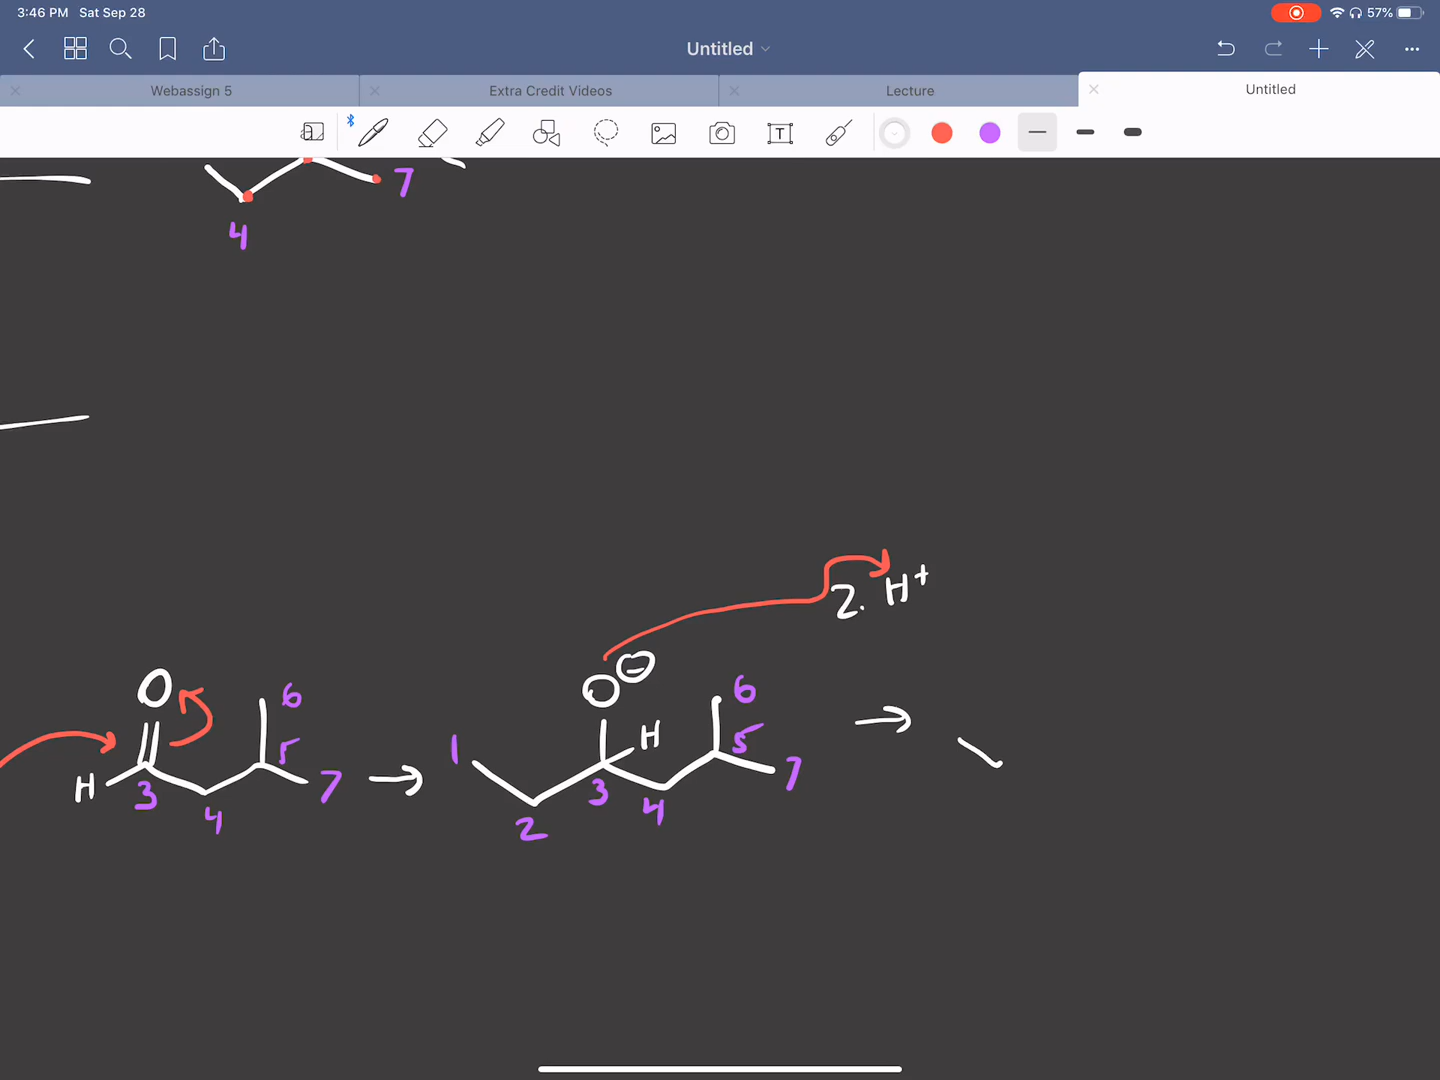 3:46 PM Sat Sep 28 57%
Untitled
Webassign 5 Extra Credit Videos Lecture Untitled
T
7
4
2. H+
O O⊖
6 6
H
5 5
1
H 3 7 3 7
4 4
2